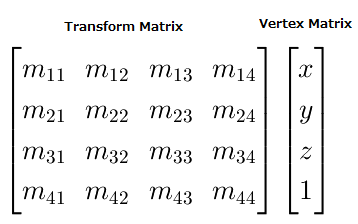 Transform Matrix Vertex Matrix
m₁₁ m₁₂ m₁₃ m₁₄ x
m₂₁ m₂₂ m₂₃ m₂₄ y
m₃₁ m₃₂ m₃₃ m₃₄ z
m₄₁ m₄₂ m₄₃ m₄₄ 1